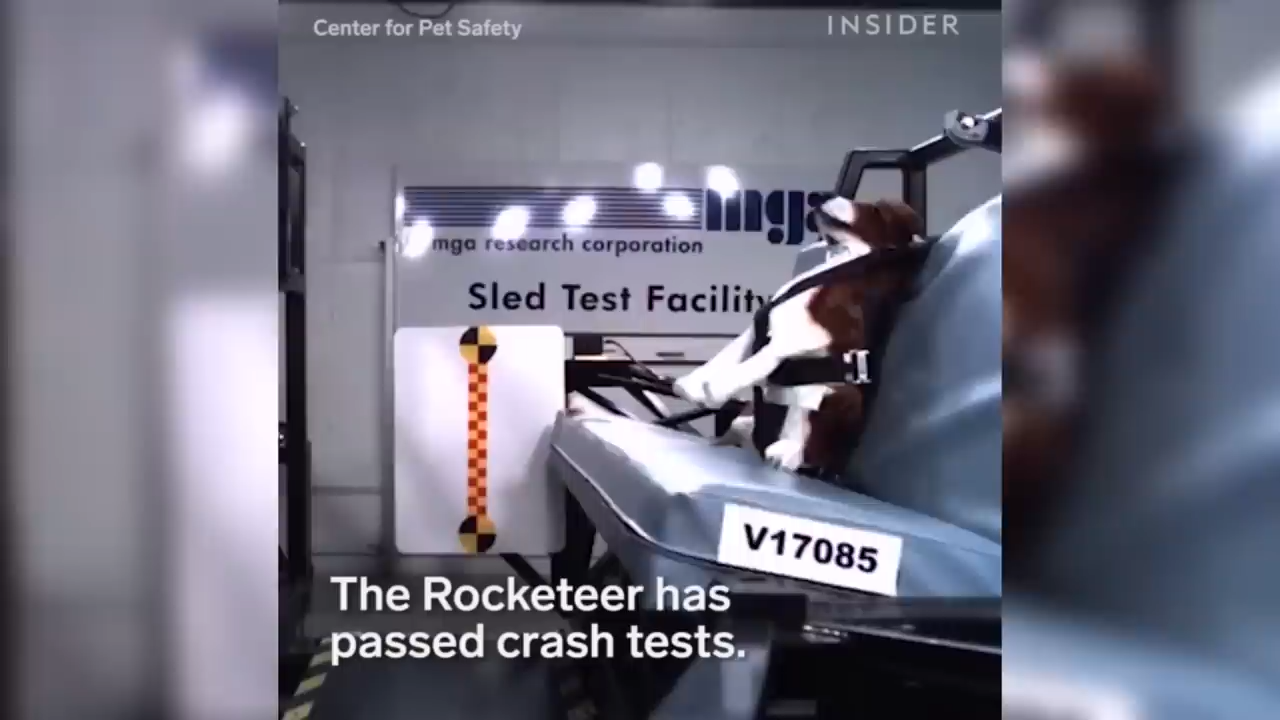 Center for Pet Safety
INSIDER
mga
mga research corporation
Sled Test Facility
V17085
The Rocketeer has
passed crash tests.